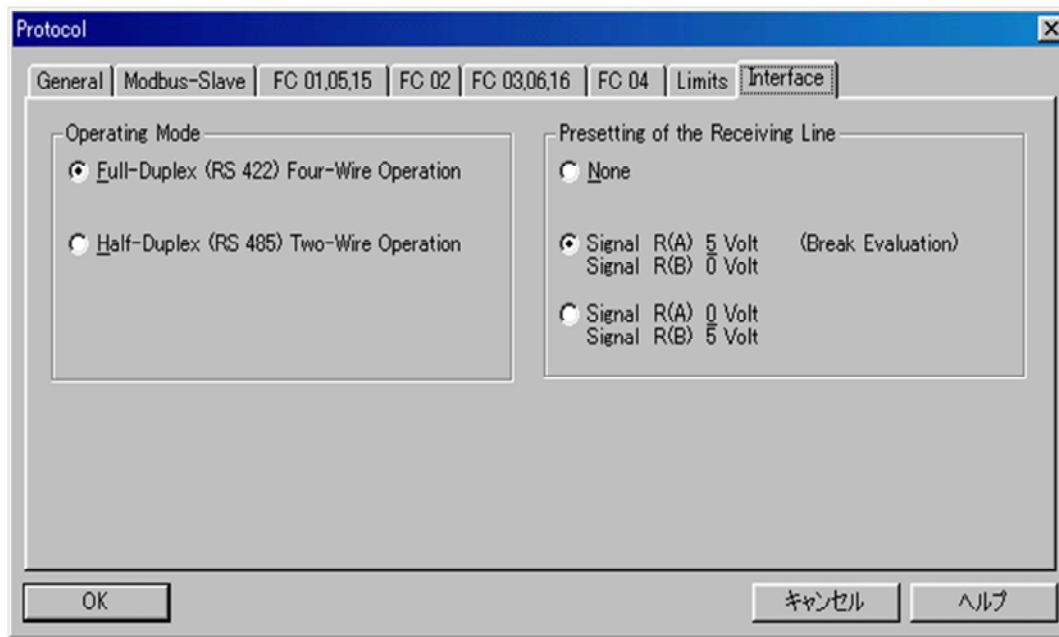 Protocol
General
Modbus-Slave
FC 01,05,15
FC 02
FC 03,06,16
FC 04
Limits
Interface
Operating Mode
Full-Duplex (RS 422) Four-Wire Operation
Half-Duplex (RS 485) Two-Wire Operation
Presetting of the Receiving Line
None
Signal R(A) 5 Volt (Break Evaluation)
Signal R(B) 0 Volt
Signal R(A) 0 Volt
Signal R(B) 5 Volt
OK
キャンセル
ヘルプ